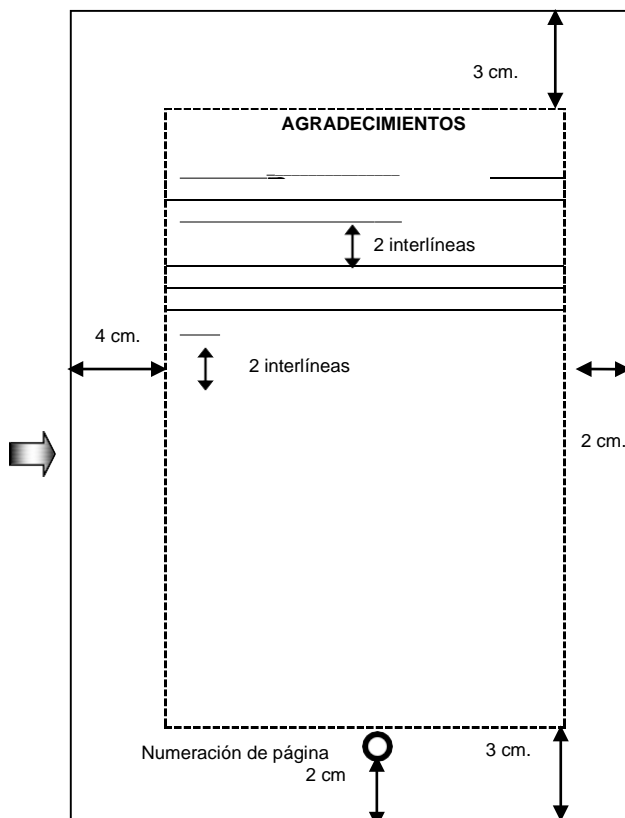 3 cm.
AGRADECIMIENTOS
2 interlíneas
4 cm.
2 interlíneas
2 cm.
Numeración de página
2 cm
3 cm.